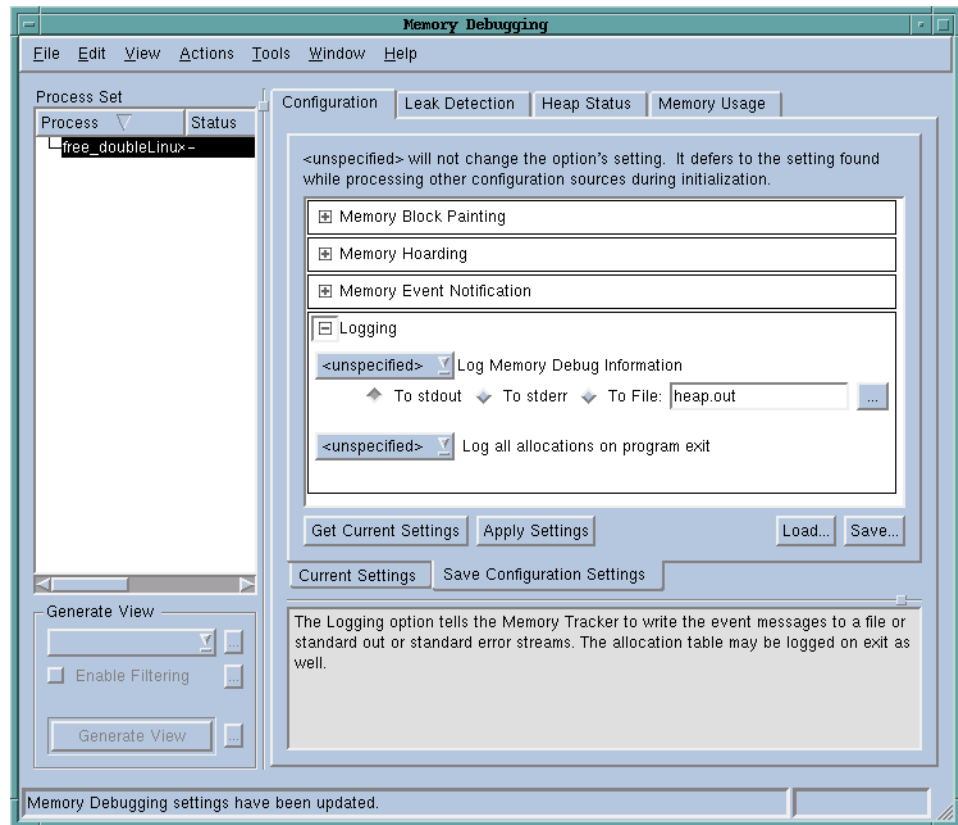 Memory Debugging
File Edit View Actions Tools Window Help
Process Set
Process Status
free_doubleLinux-
Configuration Leak Detection Heap Status Memory Usage
<unspecified> will not change the option's setting. It defers to the setting found
while processing other configuration sources during initialization.
Memory Block Painting
Memory Hoarding
Memory Event Notification
Logging
<unspecified> Log Memory Debug Information
To stdout To stderr To File: heap.out ...
<unspecified> Log all allocations on program exit
Get Current Settings Apply Settings Load... Save...
Current Settings Save Configuration Settings
Generate View
...
Enable Filtering ...
Generate View ...
The Logging option tells the Memory Tracker to write the event messages to a file or
standard out or standard error streams. The allocation table may be logged on exit as
well.
Memory Debugging settings have been updated.